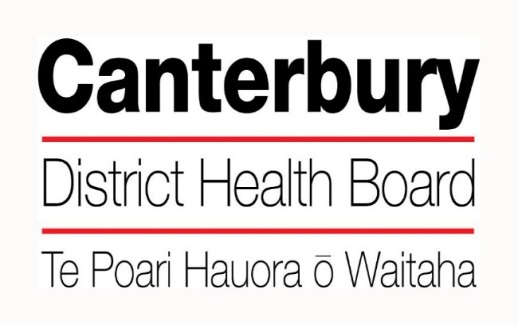 Canterbury
District Health Board
Te Poari Hauora ō Waitaha